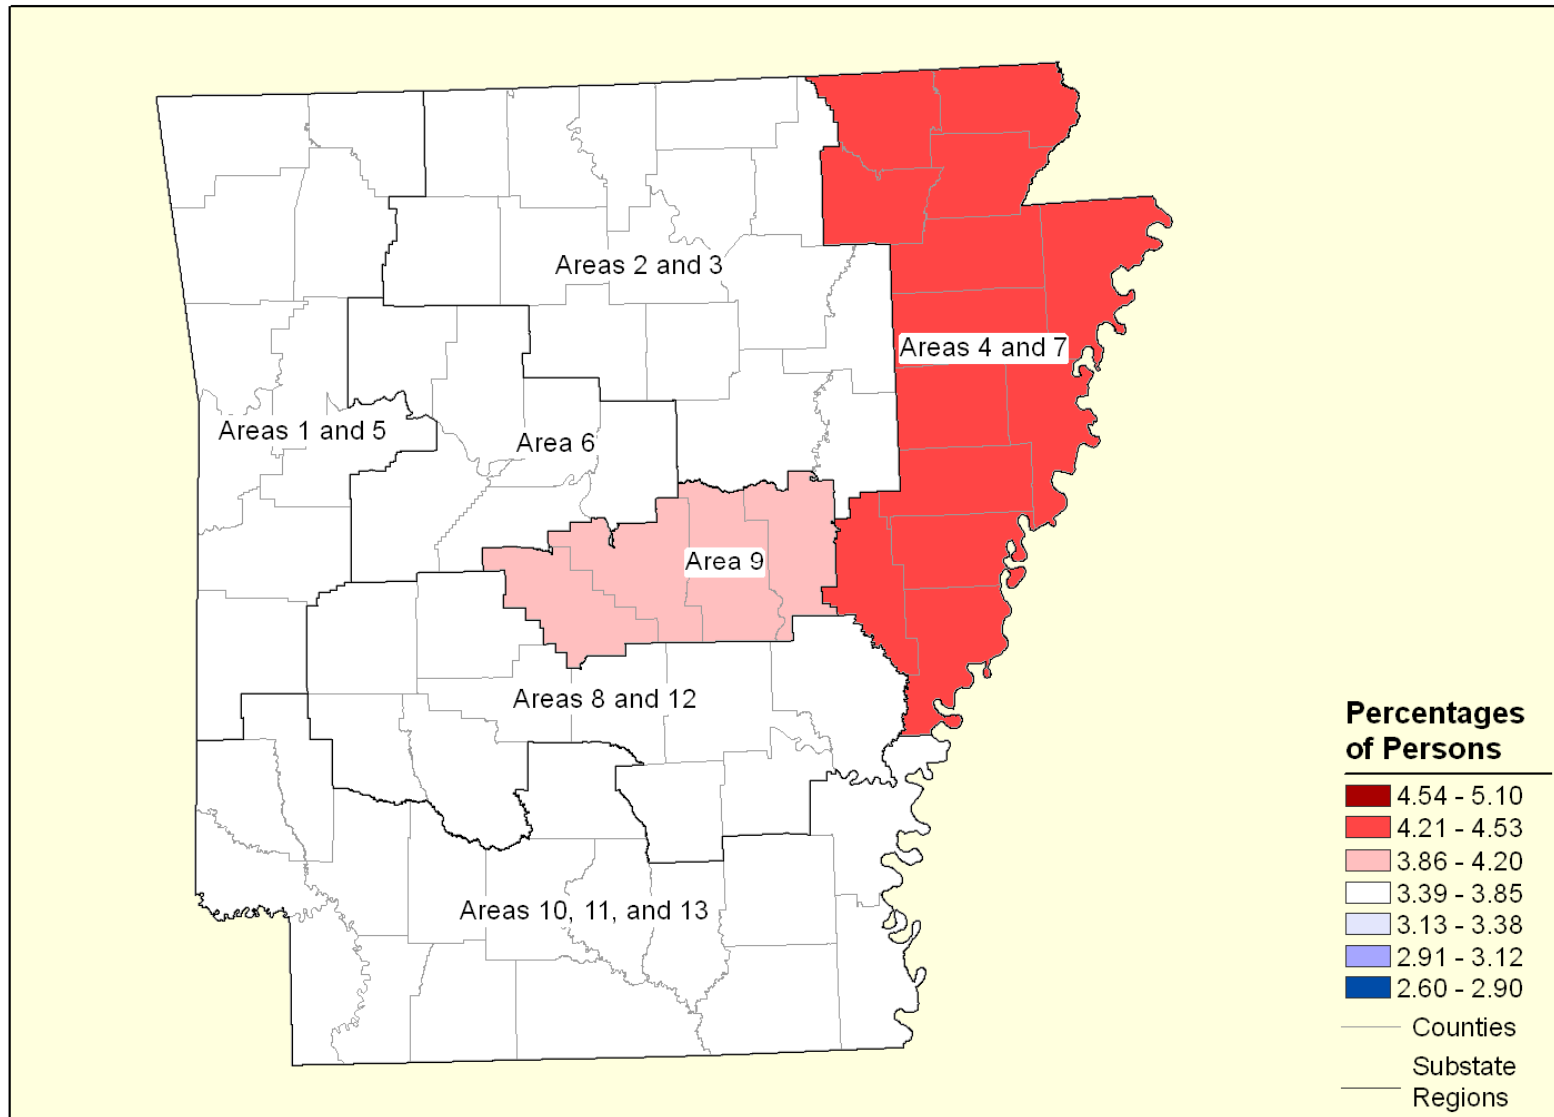 Areas 2 and 3
Areas 4 and 7
Areas 1 and 5
Area 6
Area 9
Areas 8 and 12
Areas 10, 11, and 13
Percentages
of Persons
4.54 - 5.10
4.21 - 4.53
3.86 - 4.20
3.39 - 3.85
3.13 - 3.38
2.91 - 3.12
2.60 - 2.90
Counties
Substate
Regions